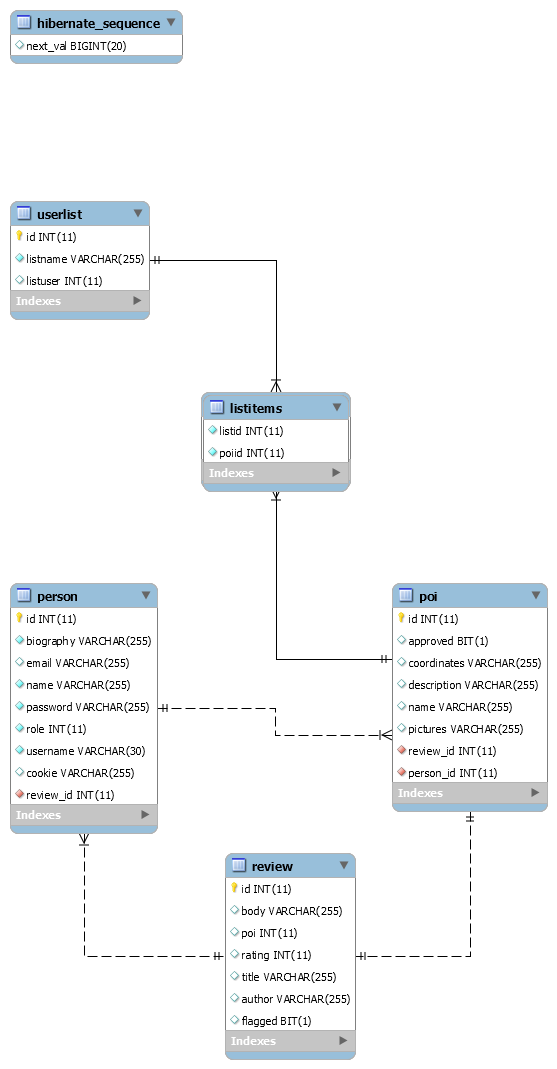 hibernate_sequence
next_val BIGINT(20)
userlist
id INT(11)
listname VARCHAR(255)
listuser INT(11)
Indexes
listitems
listid INT(11)
poiid INT(11)
Indexes
person
id INT(11)
biography VARCHAR(255)
email VARCHAR(255)
name VARCHAR(255)
password VARCHAR(255)
role INT(11)
username VARCHAR(30)
cookie VARCHAR(255)
review_id INT(11)
Indexes
poi
id INT(11)
approved BIT(1)
coordinates VARCHAR(255)
description VARCHAR(255)
name VARCHAR(255)
pictures VARCHAR(255)
review_id INT(11)
person_id INT(11)
Indexes
review
id INT(11)
body VARCHAR(255)
poi INT(11)
rating INT(11)
title VARCHAR(255)
author VARCHAR(255)
flagged BIT(1)
Indexes